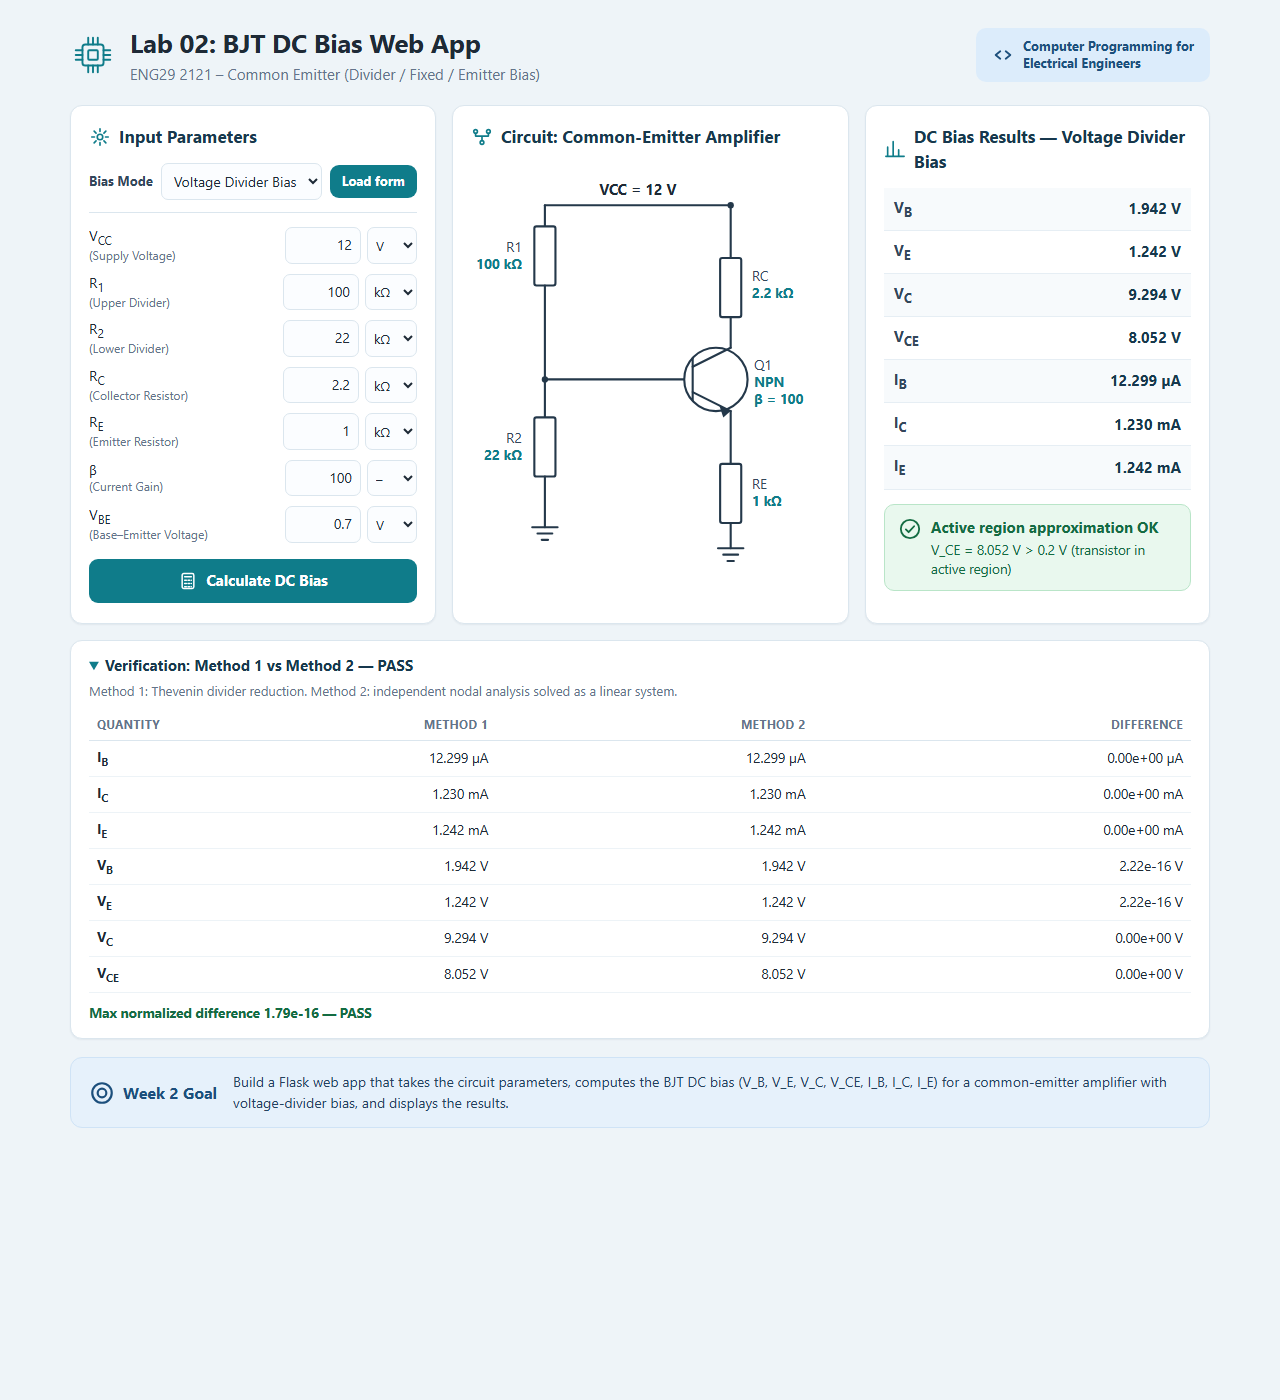 Lab 02: BJT DC Bias Web App
ENG29 2121 – Common Emitter (Divider / Fixed / Emitter Bias)
Computer Programming for
Electrical Engineers
Input Parameters
Bias Mode Voltage Divider Bias Load form
VCC 12 V
(Supply Voltage)
R1 100 kΩ
(Upper Divider)
R2 22 kΩ
(Lower Divider)
RC 2.2 kΩ
(Collector Resistor)
RE 1 kΩ
(Emitter Resistor)
β 100 –
(Current Gain)
VBE 0.7 V
(Base–Emitter Voltage)
Calculate DC Bias
Circuit: Common-Emitter Amplifier
VCC = 12 V
R1
100 kΩ
RC
2.2 kΩ
Q1
NPN
β = 100
R2
22 kΩ
RE
1 kΩ
DC Bias Results — Voltage Divider
Bias
VB 1.942 V
VE 1.242 V
VC 9.294 V
VCE 8.052 V
IB 12.299 µA
IC 1.230 mA
IE 1.242 mA
Active region approximation OK
V_CE = 8.052 V > 0.2 V (transistor in
active region)
Verification: Method 1 vs Method 2 — PASS
Method 1: Thevenin divider reduction. Method 2: independent nodal analysis solved as a linear system.
QUANTITY METHOD 1 METHOD 2 DIFFERENCE
IB 12.299 µA 12.299 µA 0.00e+00 µA
IC 1.230 mA 1.230 mA 0.00e+00 mA
IE 1.242 mA 1.242 mA 0.00e+00 mA
VB 1.942 V 1.942 V 2.22e-16 V
VE 1.242 V 1.242 V 2.22e-16 V
VC 9.294 V 9.294 V 0.00e+00 V
VCE 8.052 V 8.052 V 0.00e+00 V
Max normalized difference 1.79e-16 — PASS
Week 2 Goal
Build a Flask web app that takes the circuit parameters, computes the BJT DC bias (V_B, V_E, V_C, V_CE, I_B, I_C, I_E) for a common-emitter amplifier with
voltage-divider bias, and displays the results.